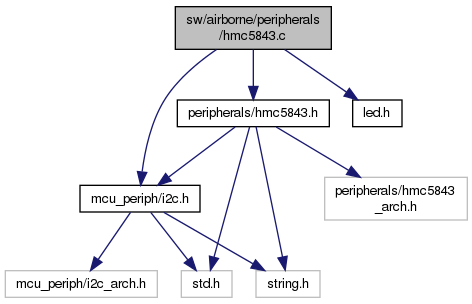 sw/airborne/peripherals
/hmc5843.c
peripherals/hmc5843.h
led.h
mcu_periph/i2c.h
peripherals/hmc5843
_arch.h
mcu_periph/i2c_arch.h
std.h
string.h